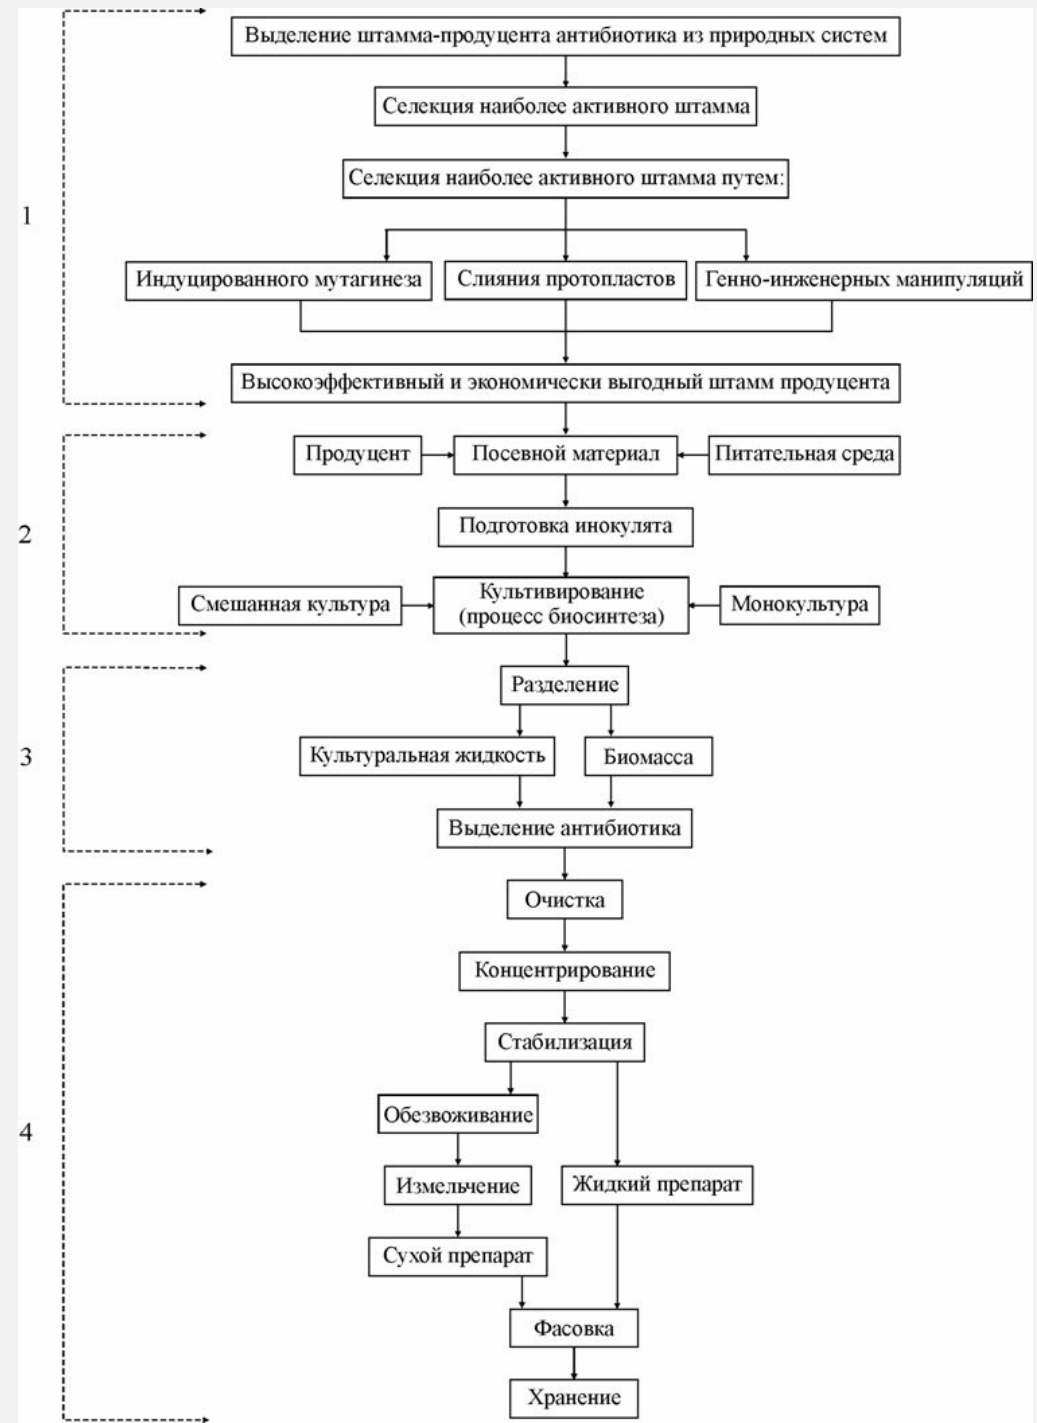 Выделение штамма-продуцента антибиотика из природных систем
Селекция наиболее активного штамма
Селекция наиболее активного штамма путем:
1
Индуцированного мутагинеза
Слияния протопластов
Генно-инженерных манипуляций
Высокоэффективный и экономически выгодный штамм продуцента
Продуцент
Посевной материал
Питательная среда
2
Подготовка инокулята
Смешанная культура
Культивирование
(процесс биосинтеза)
Монокультура
Разделение
3
Культуральная жидкость
Биомасса
Выделение антибиотика
Очистка
Концентрирование
Стабилизация
4
Обезвоживание
Измельчение
Жидкий препарат
Сухой препарат
Фасовка
Хранение